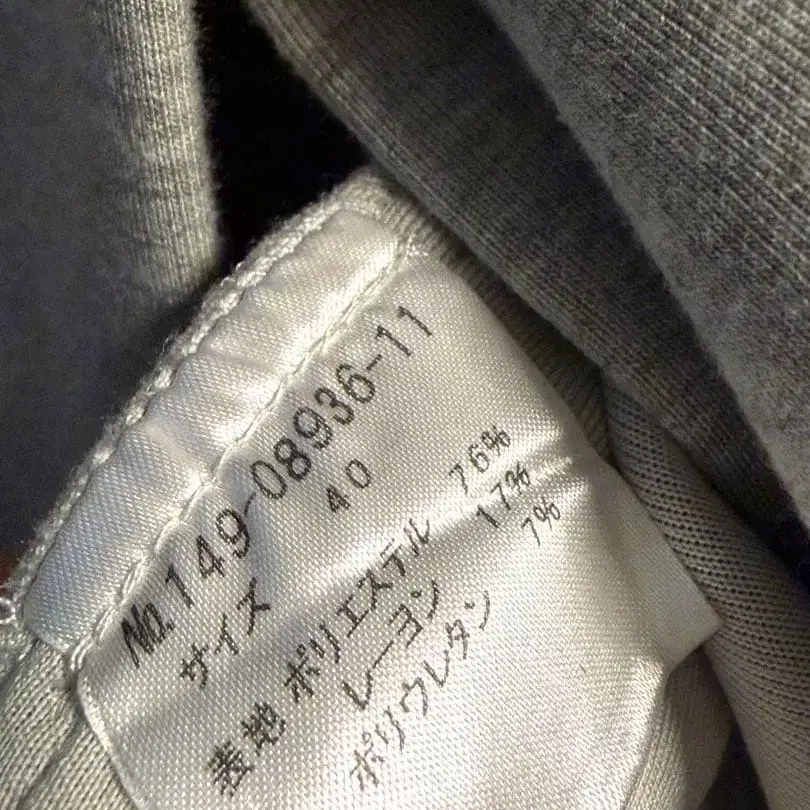 No.149-08936-11
サイズ 40
表地 ポリエステル 76%
レーヨン 17%
ポリウレタン 7%